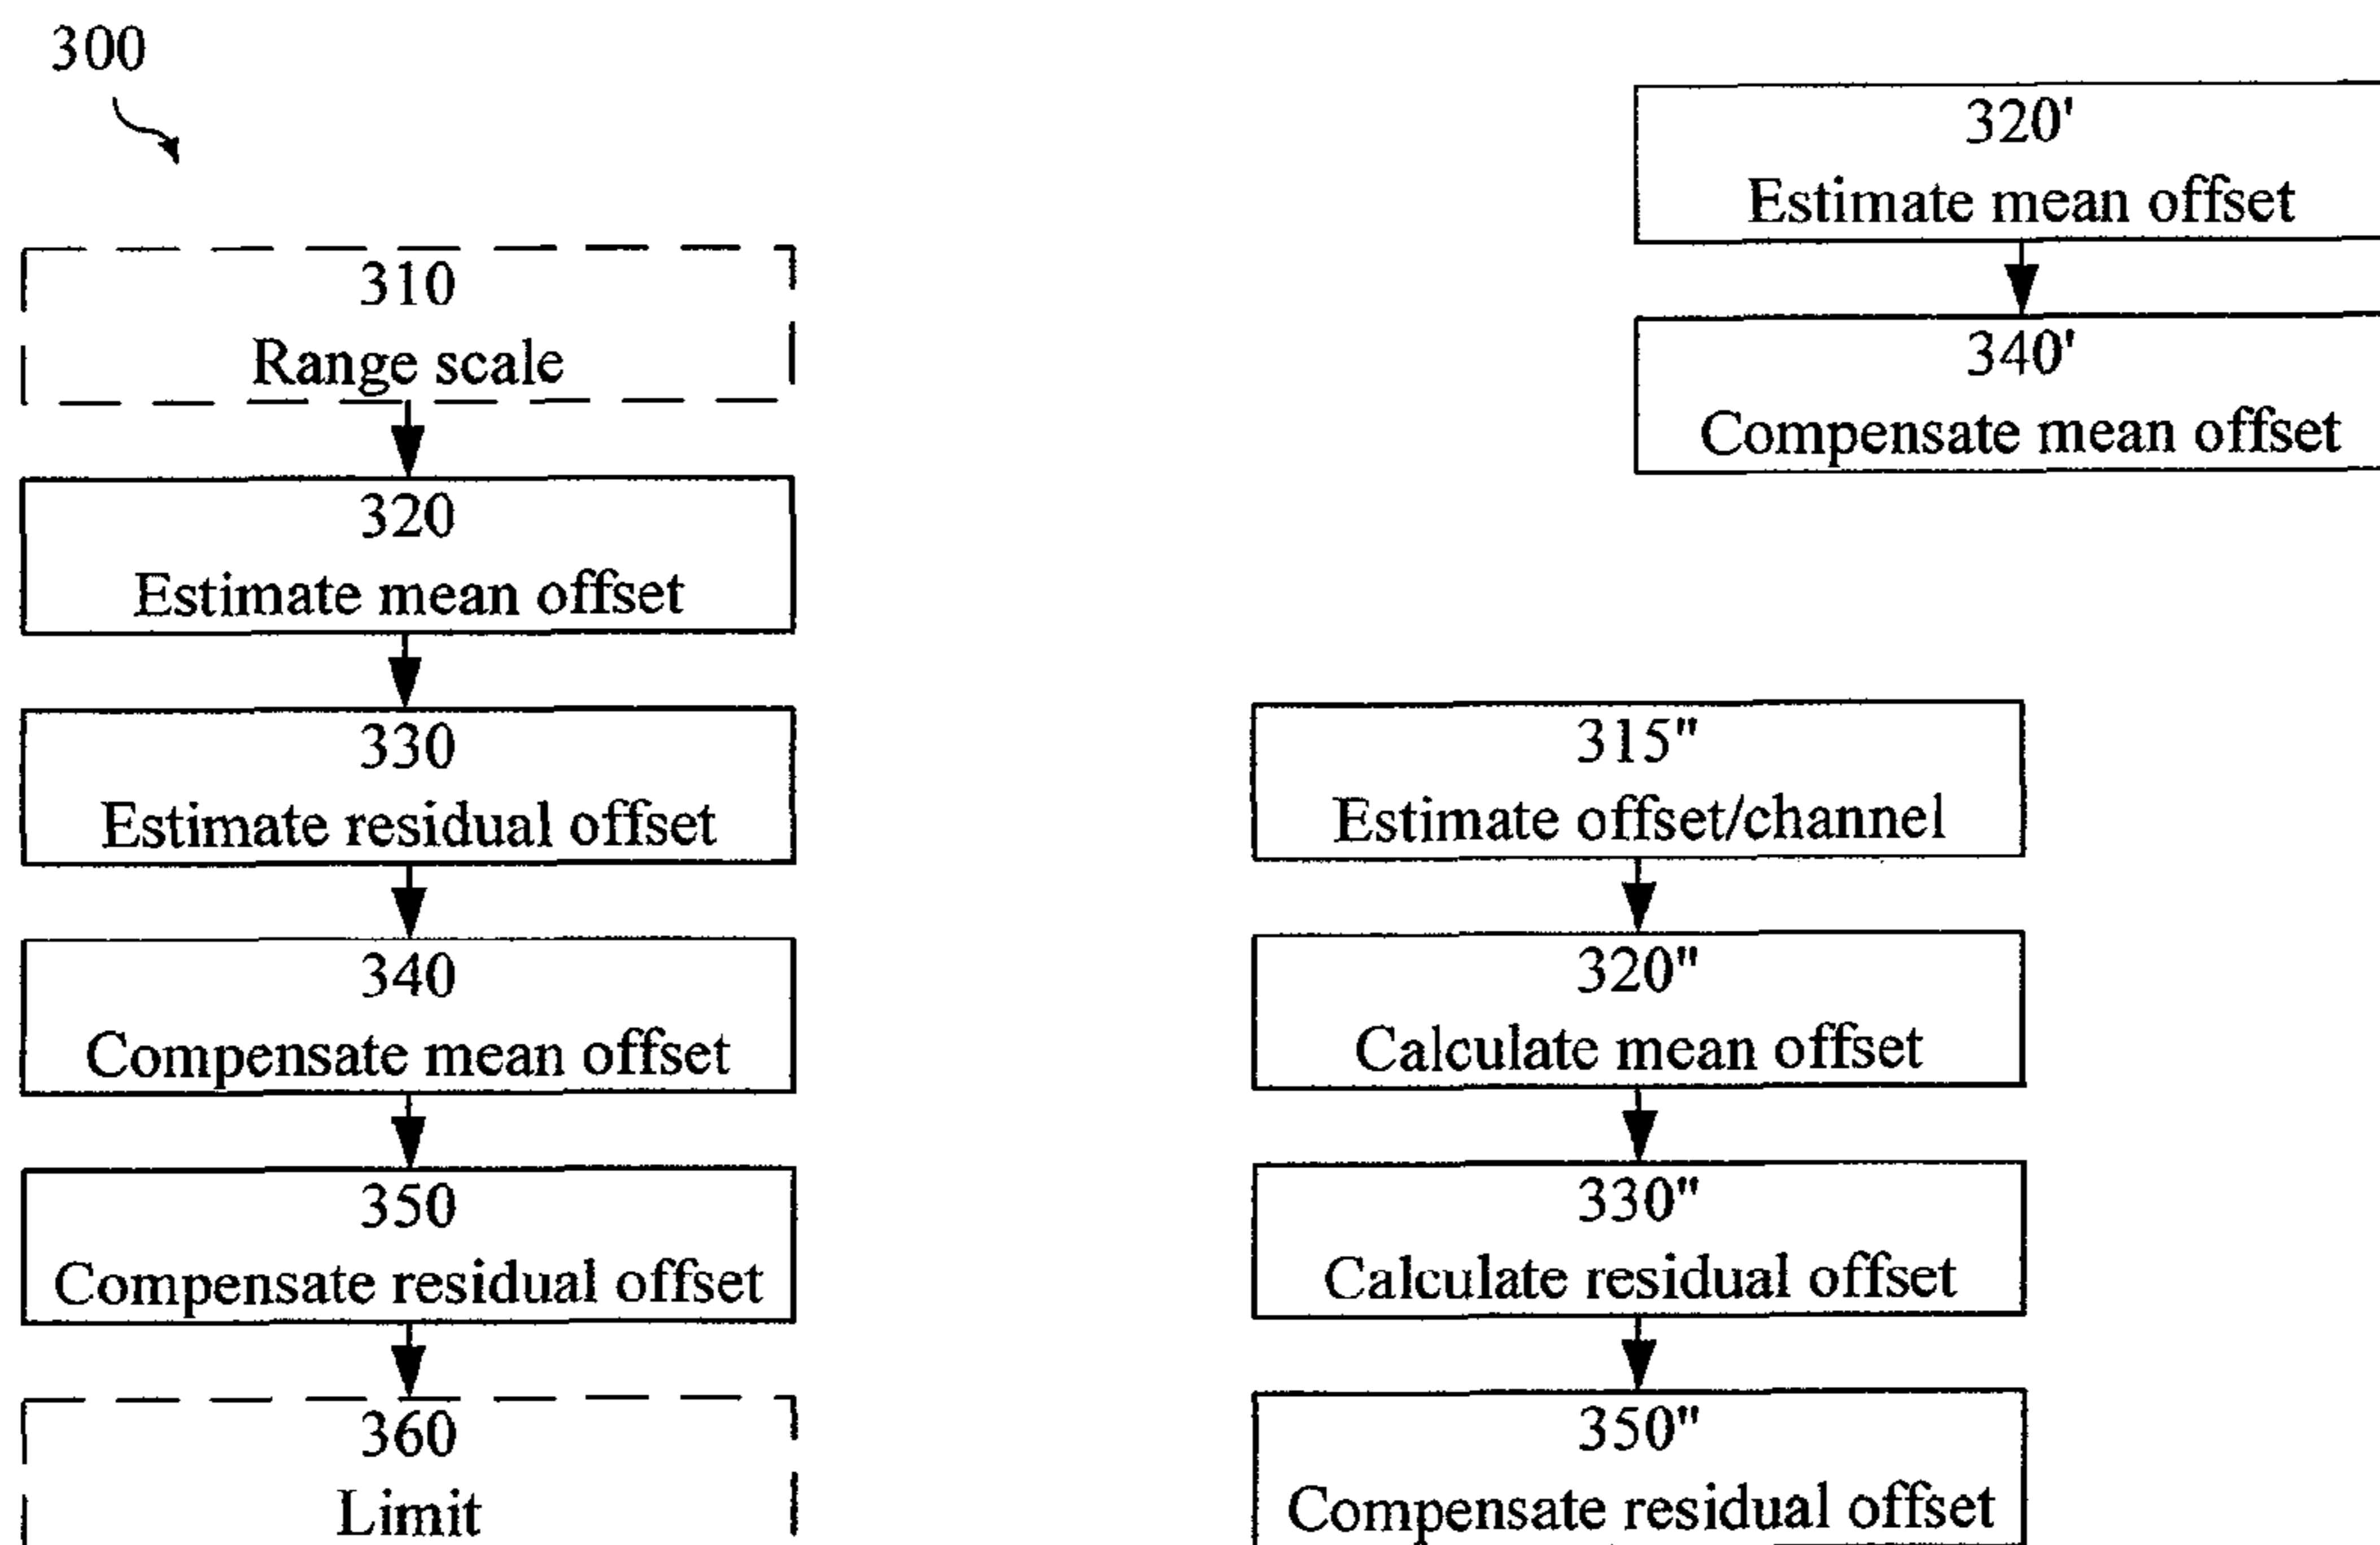 300
310
Range scale
320
Estimate mean offset
330
Estimate residual offset
340
Compensate mean offset
350
Compensate residual offset
360
Limit
320'
Estimate mean offset
340'
Compensate mean offset
315"
Estimate offset/channel
320"
Calculate mean offset
330"
Calculate residual offset
350"
Compensate residual offset